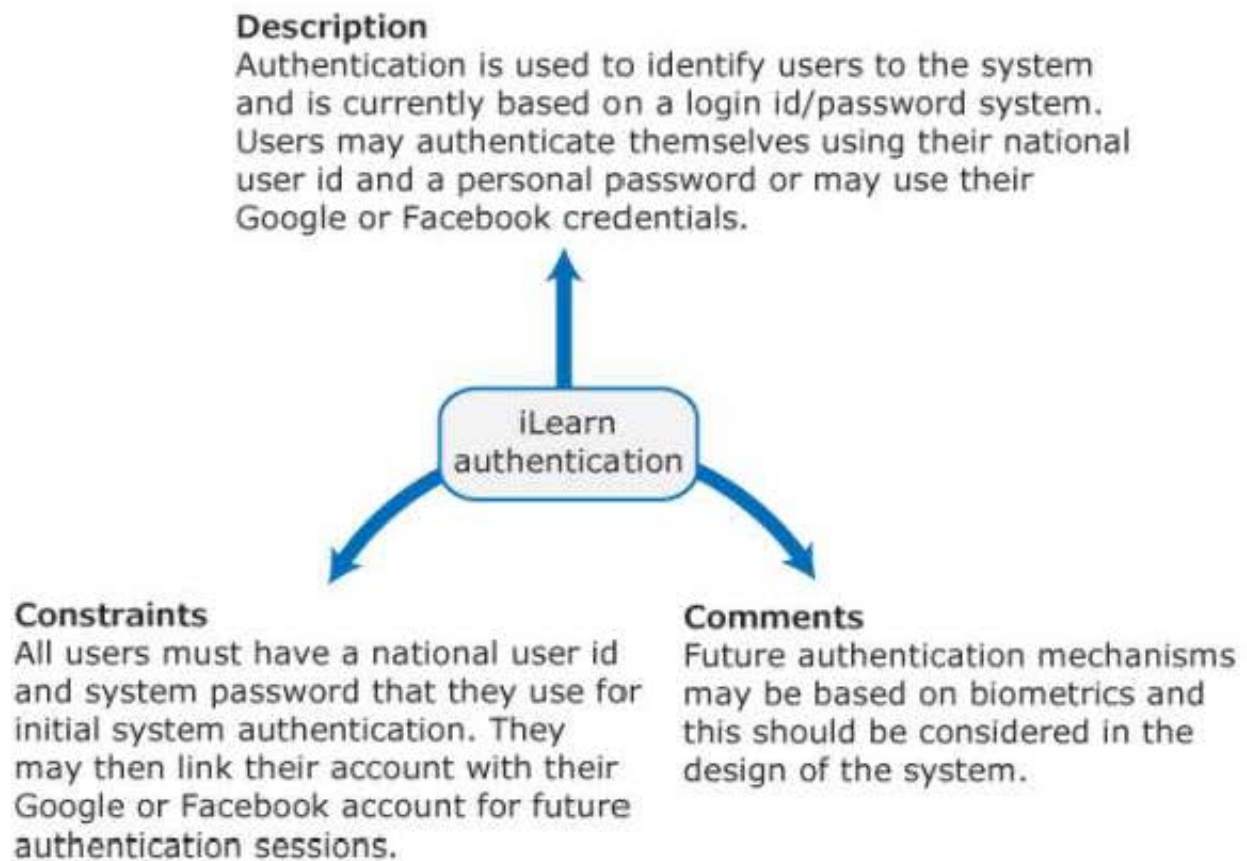 Description
Authentication is used to identify users to the system
and is currently based on a login id/password system.
Users may authenticate themselves using their national
user id and a personal password or may use their
Google or Facebook credentials.
iLearn
authentication
Constraints
All users must have a national user id
and system password that they use for
initial system authentication. They
may then link their account with their
Google or Facebook account for future
authentication sessions.
Comments
Future authentication mechanisms
may be based on biometrics and
this should be considered in the
design of the system.